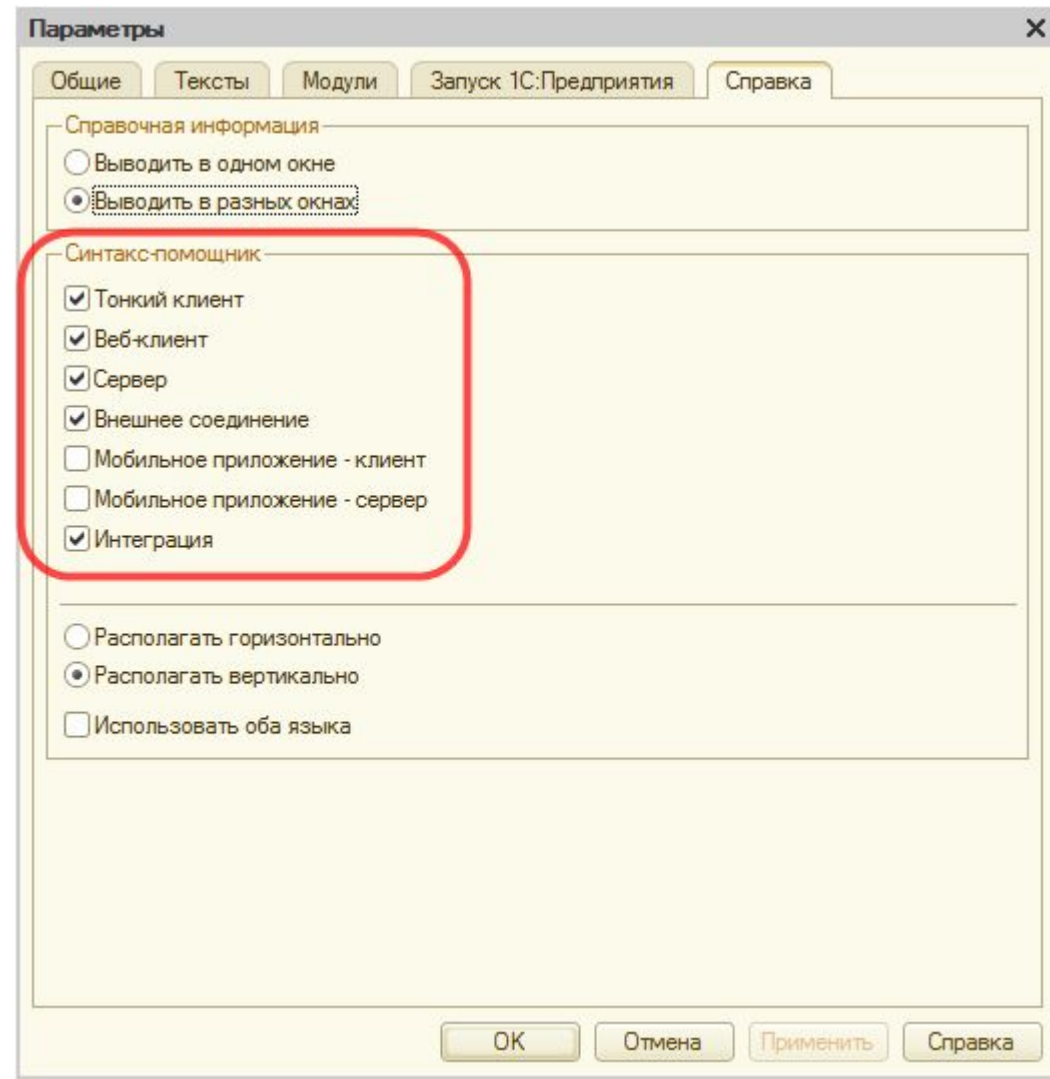 Параметры
Общие Тексты Модули Запуск 1С:Предприятия Справка
Справочная информация
Выводить в одном окне
Выводить в разных окнах
Синтакс-помощник
Тонкий клиент
Веб-клиент
Сервер
Внешнее соединение
Мобильное приложение - клиент
Мобильное приложение - сервер
Интеграция
Располагать горизонтально
Располагать вертикально
Использовать оба языка
ОК Отмена Применить Справка